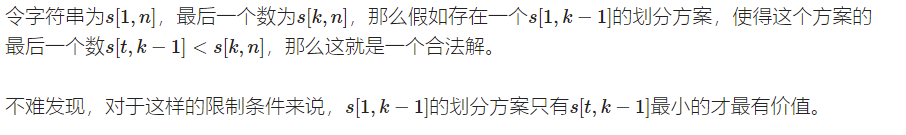 令字符串为s[1,n]，最后一个数为s[k,n]，那么假如存在一个s[1,k−1]的划分方案，使得这个方案的
最后一个数s[t,k−1]<s[k,n]，那么这就是一个合法解。
不难发现，对于这样的限制条件来说，s[1,k−1]的划分方案只有s[t,k−1]最小的才最有价值。